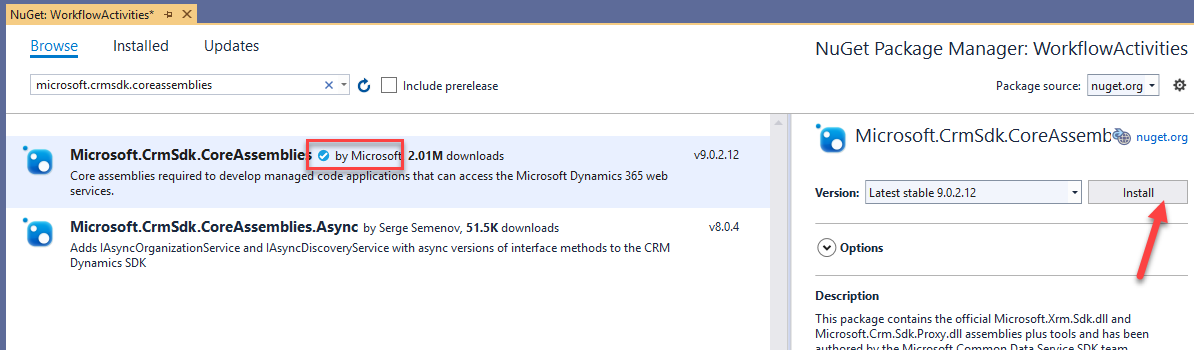 NuGet: WorkflowActivities*
Browse Installed Updates
NuGet Package Manager: WorkflowActivities
microsoft.crmsdk.coreassemblies
Include prerelease
Package source: nuget.org
Microsoft.CrmSdk.CoreAssemblies by Microsoft, 2.01M downloads
v9.0.2.12
Core assemblies required to develop managed code applications that can access the Microsoft Dynamics 365 web
services.
Microsoft.CrmSdk.CoreAssemblies.Async by Serge Semenov, 51.5K downloads
v8.0.4
Adds IAsyncOrganizationService and IAsyncDiscoveryService with async versions of interface methods to the CRM
Dynamics SDK
Microsoft.CrmSdk.CoreAssemb nuget.org
Version: Latest stable 9.0.2.12 Install
Options
Description
This package contains the official Microsoft.Xrm.Sdk.dll and
Microsoft.Crm.Sdk.Proxy.dll assemblies plus tools and has been
authored by the Microsoft Common Data Service SDK team.